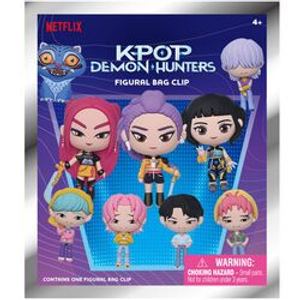 NETFLIX
4+
KPOP
DEMON HUNTERS
FIGURAL BAG CLIP
CONTAINS ONE FIGURAL BAG CLIP
WARNING:
CHOKING HAZARD - Small parts.
Not for children under 3 years.